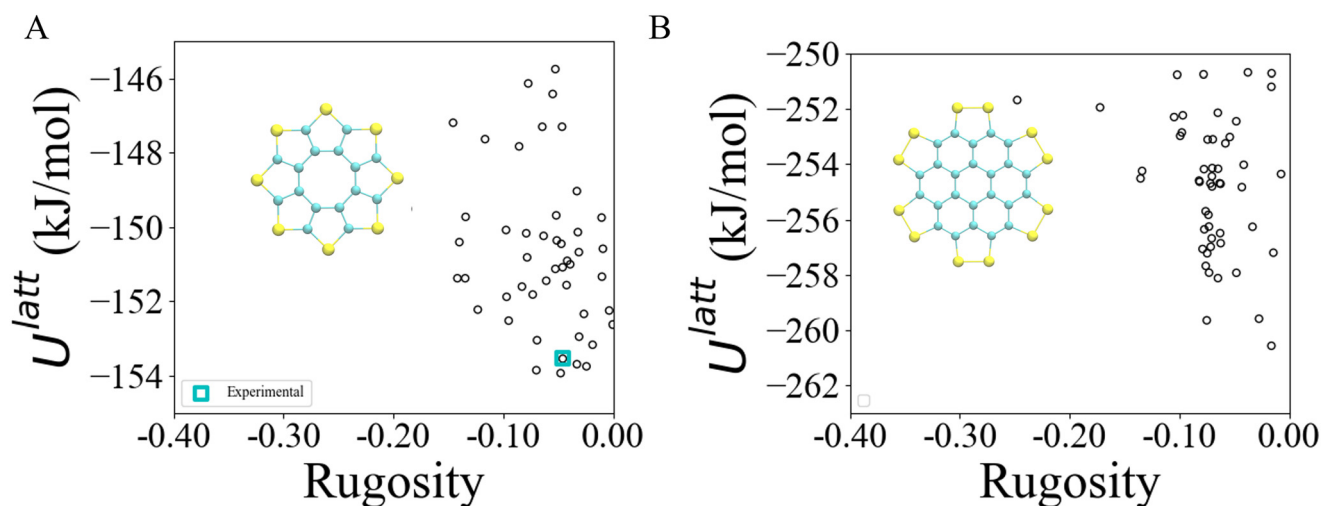 A
U^latt (kJ/mol)
−146
−148
−150
−152
−154
Experimental
-0.40 -0.30 -0.20 -0.10 0.00
Rugosity
B
U^latt (kJ/mol)
−250
−252
−254
−256
−258
−260
−262
-0.40 -0.30 -0.20 -0.10 0.00
Rugosity